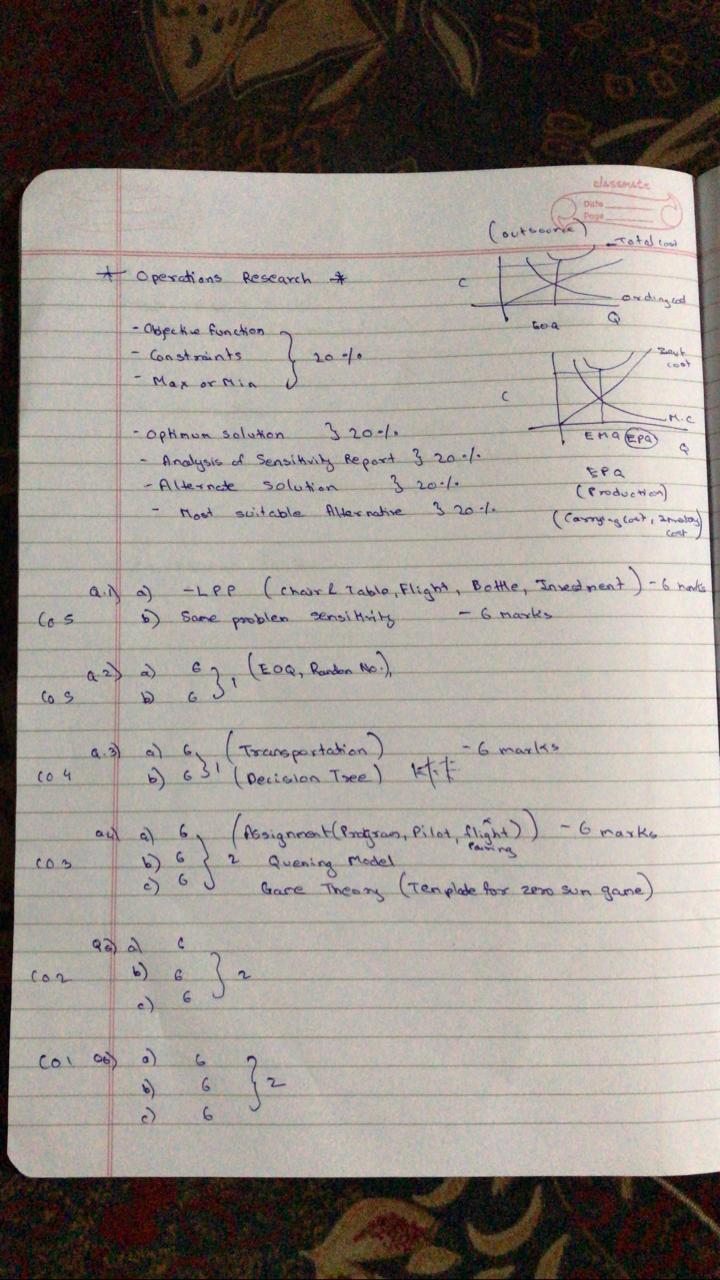 classmate
Date
Page
(outsource)
Total cost
C
Ordering cost
EOQ
Q
* Operations Research *
- Objective function
- Constraints
- Max or Min
} 20 %
cost
C
M.C
EMQ (EPQ)
Q
EPQ
(Production)
(Carrying cost,
cost)
- Optimum solution } 20 %
- Analysis of Sensitivity Report } 20 %
- Alternate solution } 20 %
- Most suitable Alternative } 20 %
Q.1) a) - LPP (Chair & Table, Flight, Bottle, Investment) - 6 marks
CO 5 b) Same problem sensitivity - 6 marks
Q.2) a) 6 } 1 (EOQ, Random No.),
CO 5 b) 6
Q.3) a) 6 } 1 (Transportation) - 6 marks
CO 4 b) 6 (Decision Tree)
Q4) a) 6 (Assignment (Program, Pilot, flight)) - 6 marks
Pairing
CO 3 b) 6 } 2 Queuing Model
c) 6 Game Theory (Template for zero sum game)
Q5) a) 6
CO 2 b) 6 } 2
c) 6
CO 1 Q6) a) 6
b) 6 } 2
c) 6